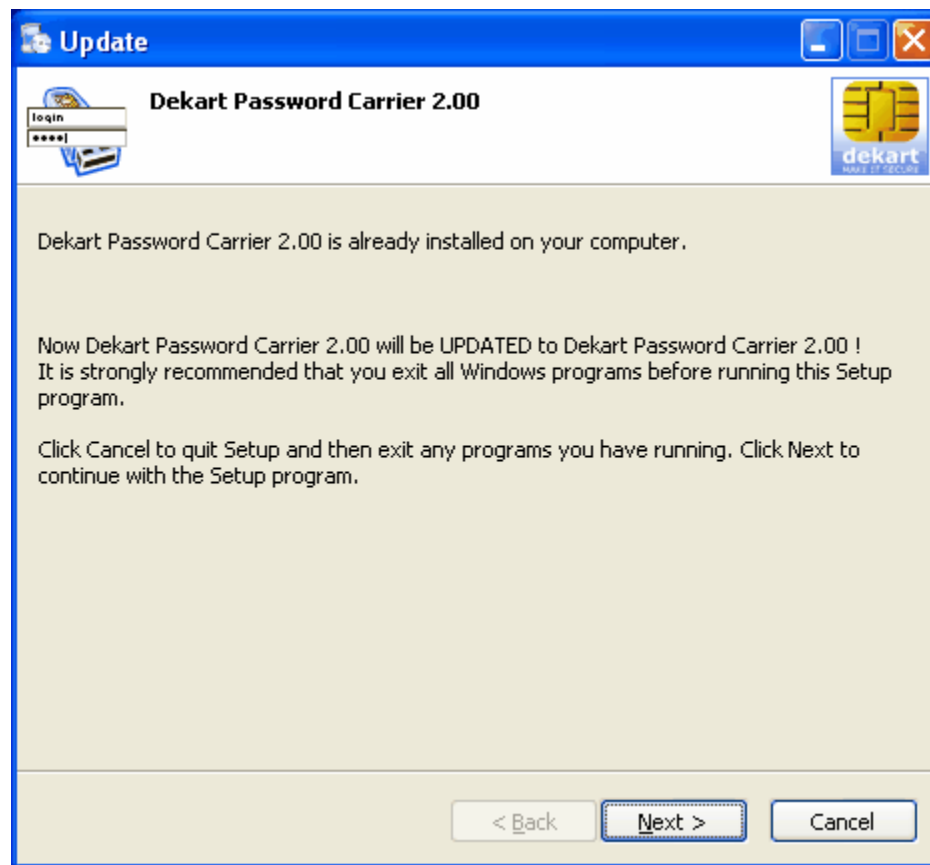 Update
Dekart Password Carrier 2.00
login
dekart
MAKE IT SECURE
Dekart Password Carrier 2.00 is already installed on your computer.
Now Dekart Password Carrier 2.00 will be UPDATED to Dekart Password Carrier 2.00 !
It is strongly recommended that you exit all Windows programs before running this Setup
program.
Click Cancel to quit Setup and then exit any programs you have running. Click Next to
continue with the Setup program.
< Back
Next >
Cancel